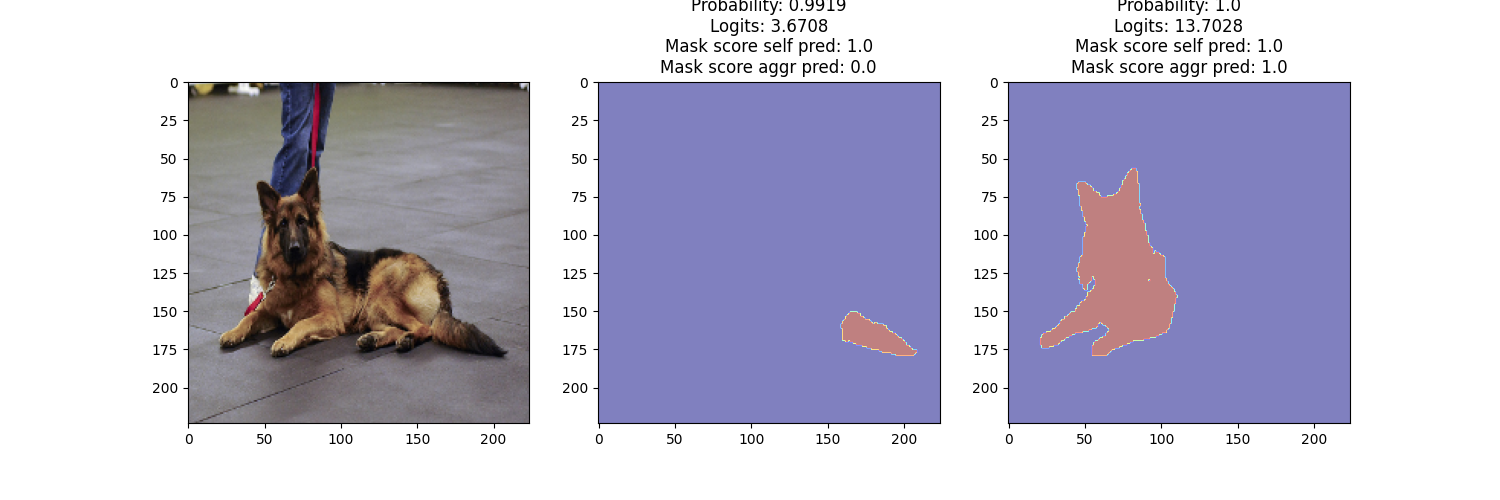 Probability: 0.9919
Logits: 3.6708
Mask score self pred: 1.0
Mask score aggr pred: 0.0
Probability: 1.0
Logits: 13.7028
Mask score self pred: 1.0
Mask score aggr pred: 1.0
0
25
50
75
100
125
150
175
200
0 50 100 150 200
0
25
50
75
100
125
150
175
200
0 50 100 150 200
0
25
50
75
100
125
150
175
200
0 50 100 150 200